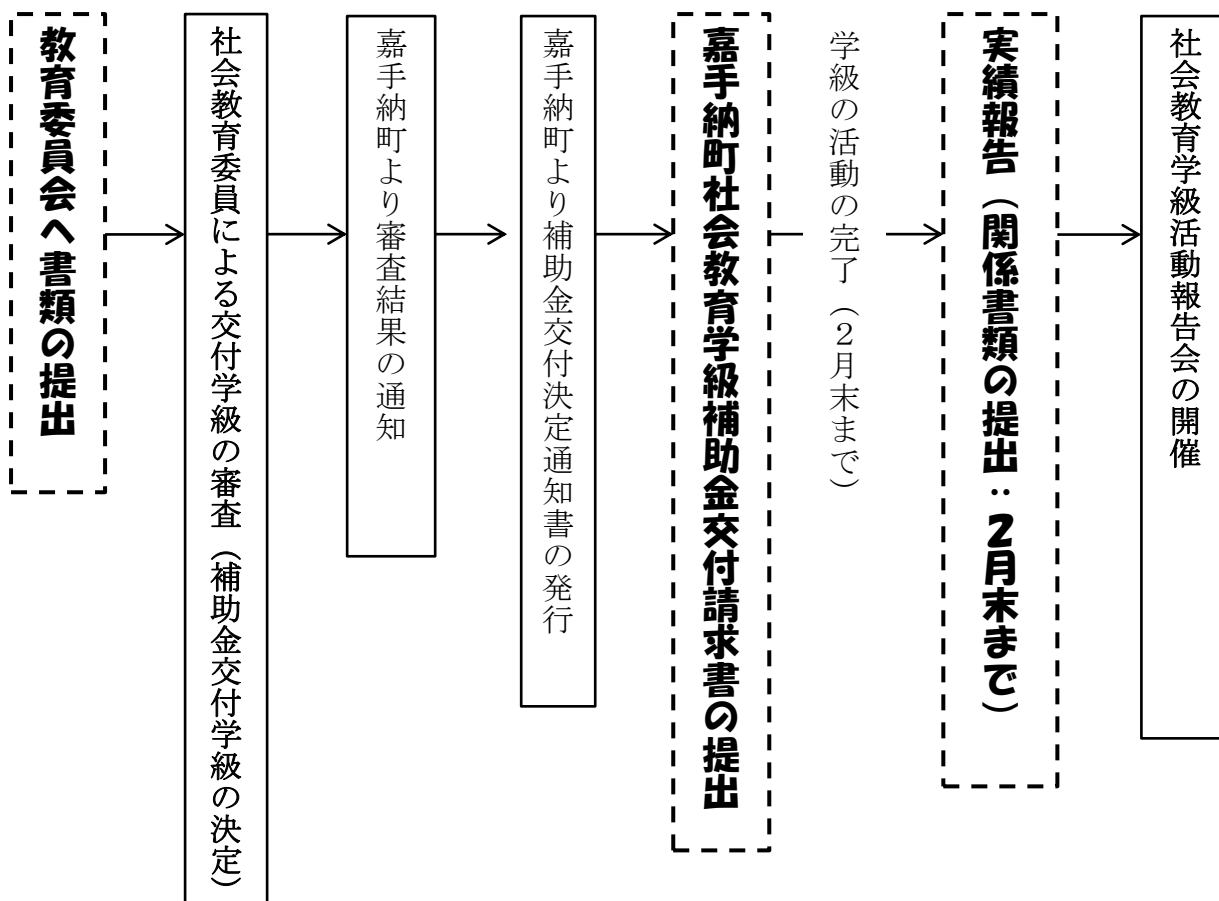 教育委員会へ書類の提出
社会教育委員による交付学級の審査（補助金交付学級の決定）
嘉手納町より審査結果の通知
嘉手納町より補助金交付決定通知書の発行
嘉手納町社会教育学級補助金交付請求書の提出
学級の活動の完了（２月末まで）
実績報告（関係書類の提出：２月末まで）
社会教育学級活動報告会の開催